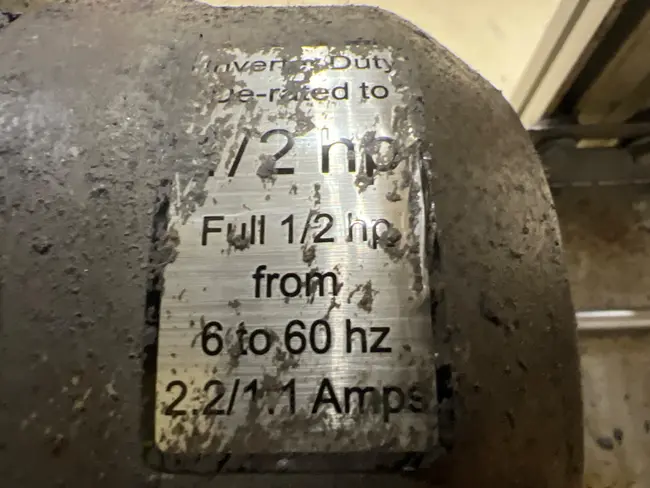 Inverter Duty
De-rated to
1/2 hp
Full 1/2 hp
from
6 to 60 hz
2.2/1.1 Amps